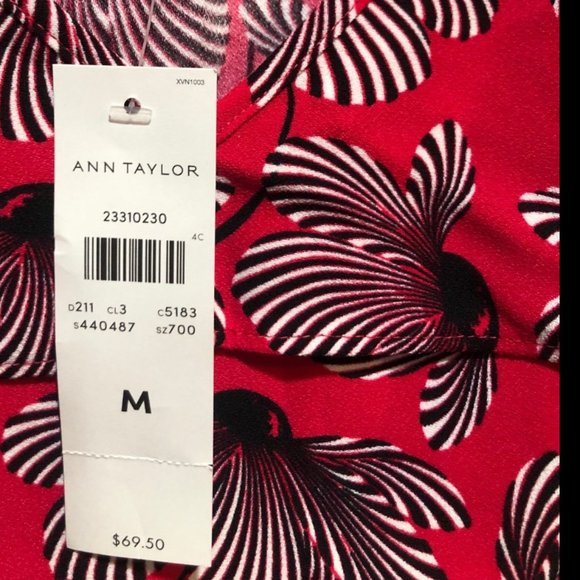 XVN1003
ANN TAYLOR
23310230
4C
D211 CL3 C5183
S440487 SZ700
M
$69.50